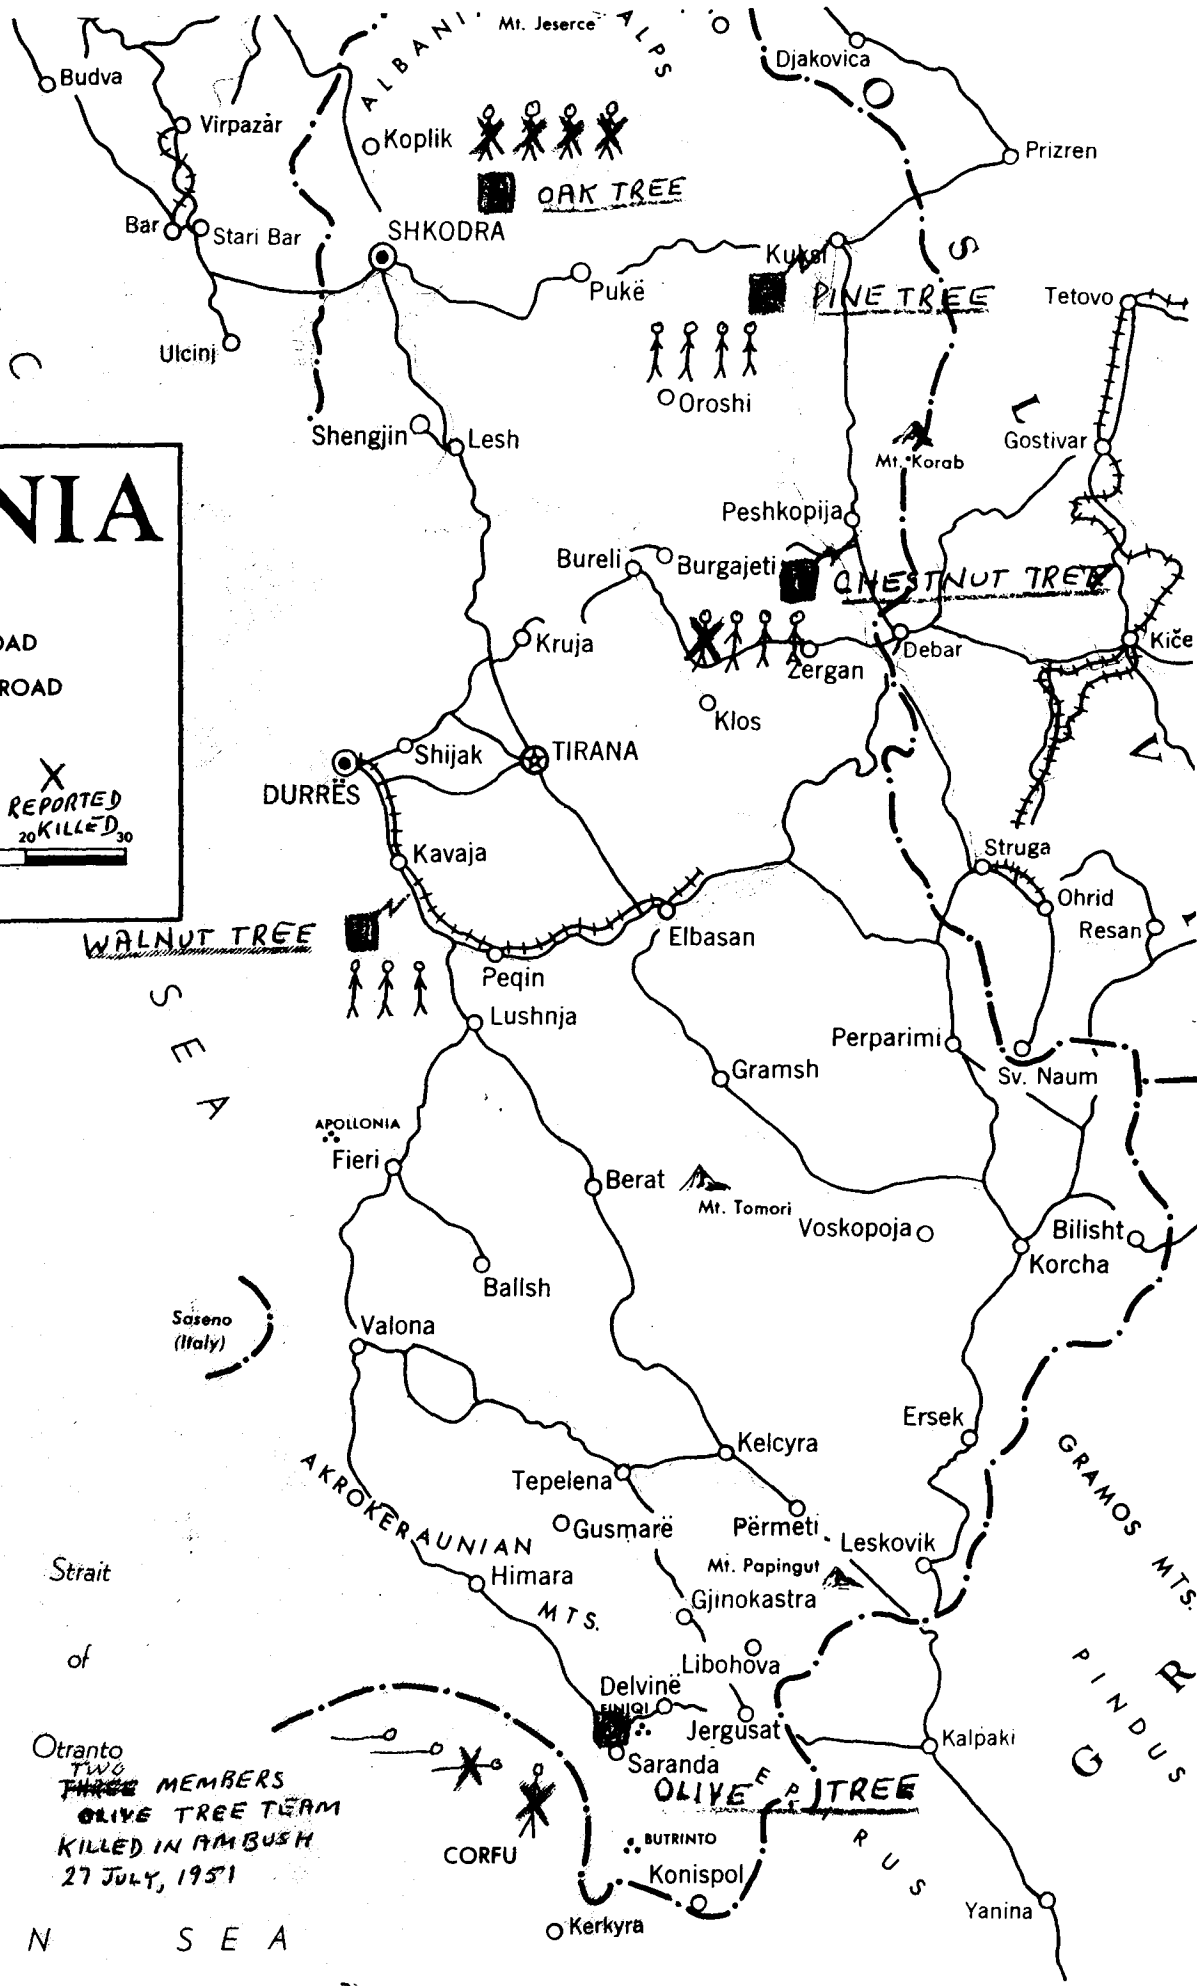 Mt. Jeserce
ALPS
Djakovica
Budva
Virpazar
Koplik
Prizren
OAK TREE
Bar
Stari Bar
SHKODRA
S
Kuksi
Pukë
PINE TREE
Tetovo
Ulcinj
C
Oroshi
L
Shengjin
Lesh
Gostivar
Mt. Korab
NIA
Peshkopija
Bureli
Burgajeti
CHESTNUT TREE
OAD
Kruja
Debar
Kiče
Zergan
ROAD
Klos
Shijak
TIRANA
V
X
DURRËS
REPORTED
KILLED
20 30
Kavaja
Struga
Ohrid
Resan
WALNUT TREE
Elbasan
Peqin
SEA
Lushnja
Perparimi
Gramsh
Sv. Naum
APOLLONIA
Fieri
Berat
Mt. Tomori
Voskopoja
Bilisht
Korcha
Ballsh
Saseno
(Italy)
Valona
Ersek
Kelcyra
Tepelena
GRAMOS MTS.
AKROKERAUNIAN
MTS.
Gusmarë
Përmeti
Leskovik
Strait
Mt. Papingut
Himara
Gjinokastra
of
Libohova
PINDUS
R
Delvinë
FINIQI
Jergusat
Kalpaki
Otranto
Saranda
G
TWO
THREE MEMBERS
OLIVE TREE TEAM
KILLED IN AMBUSH
27 JULY, 1951
OLIVE TREE
EPIRUS
CORFU
BUTRINTO
Konispol
Yanina
Kerkyra
N SEA